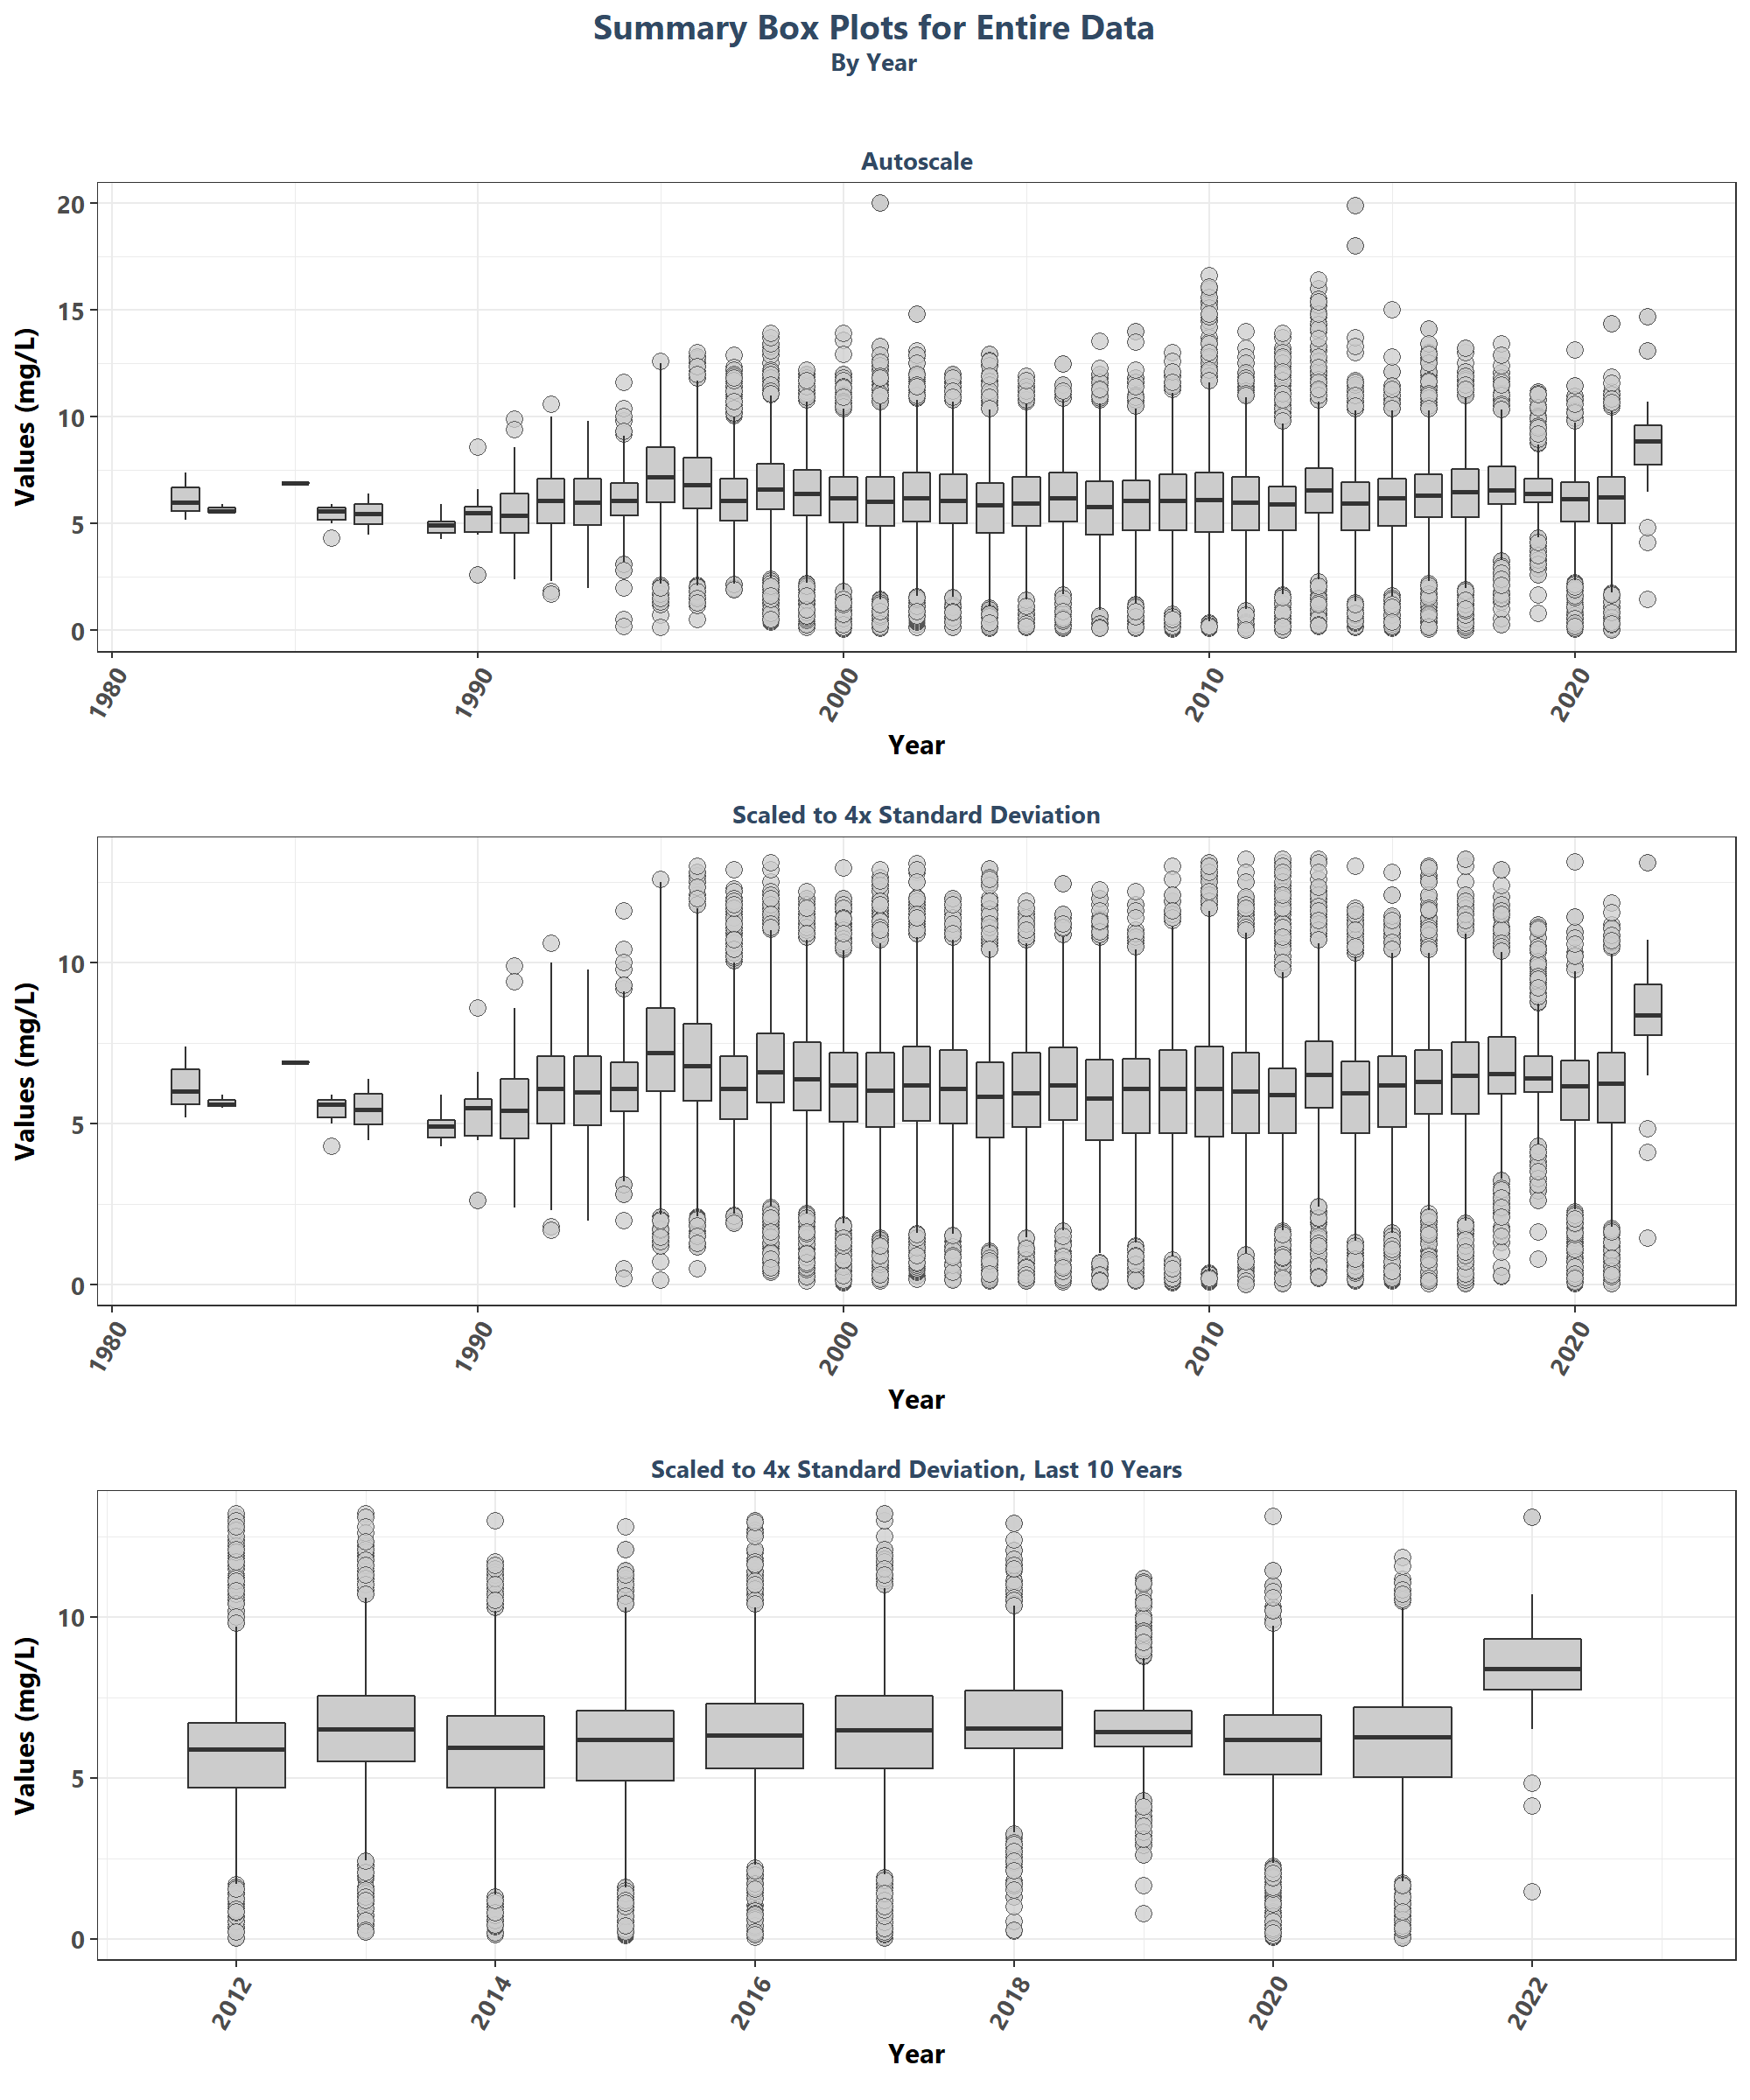 Summary Box Plots for Entire Data
By Year
Autoscale
Values (mg/L)
20
15
10
5
0
1980
1990
2000
2010
2020
Year
Scaled to 4x Standard Deviation
Values (mg/L)
10
5
0
1980
1990
2000
2010
2020
Year
Scaled to 4x Standard Deviation, Last 10 Years
Values (mg/L)
10
5
0
2012
2014
2016
2018
2020
2022
Year